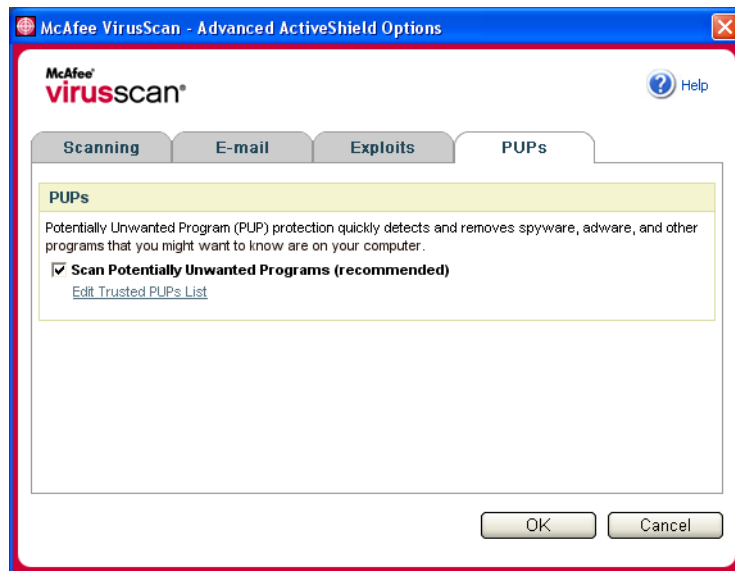 McAfee VirusScan - Advanced ActiveShield Options
McAfee®
virusscan®
Help
Scanning
E-mail
Exploits
PUPs
PUPs
Potentially Unwanted Program (PUP) protection quickly detects and removes spyware, adware, and other
programs that you might want to know are on your computer.
Scan Potentially Unwanted Programs (recommended)
Edit Trusted PUPs List
OK
Cancel